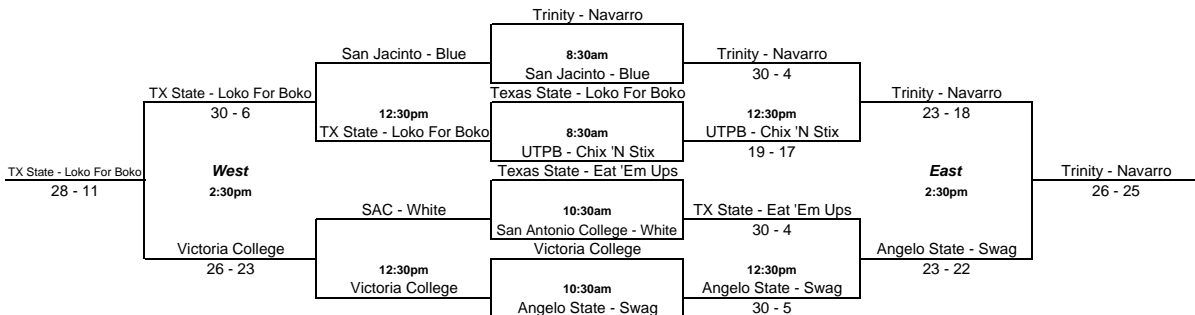 Trinity - Navarro
San Jacinto - Blue 8:30am Trinity - Navarro
San Jacinto - Blue 30 - 4
TX State - Loko For Boko Texas State - Loko For Boko Trinity - Navarro
30 - 6 12:30pm 12:30pm 23 - 18
TX State - Loko For Boko 8:30am UTPB - Chix 'N Stix
UTPB - Chix 'N Stix 19 - 17
TX State - Loko For Boko West Texas State - Eat 'Em Ups East Trinity - Navarro
28 - 11 2:30pm 2:30pm 26 - 25
SAC - White 10:30am TX State - Eat 'Em Ups
San Antonio College - White 30 - 4
Victoria College Victoria College Angelo State - Swag
26 - 23 12:30pm 12:30pm 23 - 22
Victoria College 10:30am Angelo State - Swag
Angelo State - Swag 30 - 5